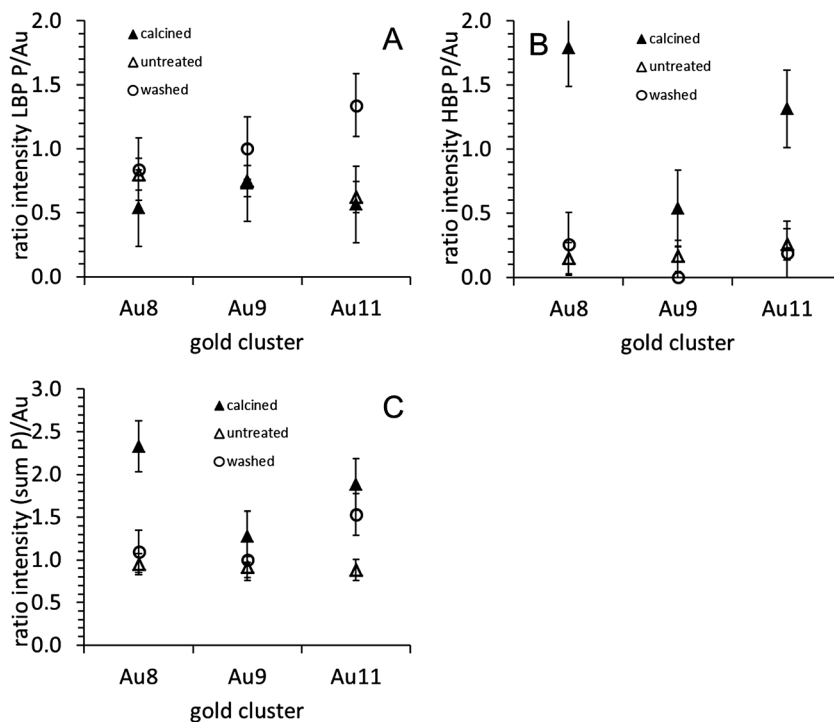 A
calcined
untreated
washed
ratio intensity LBP P/Au
2.0
1.5
1.0
0.5
0.0
Au8 Au9 Au11
gold cluster
B
calcined
untreated
washed
ratio intensity HBP P/Au
2.0
1.5
1.0
0.5
0.0
Au8 Au9 Au11
gold cluster
C
calcined
untreated
washed
ratio intensity (sum P)/Au
3.0
2.5
2.0
1.5
1.0
0.5
0.0
Au8 Au9 Au11
gold cluster